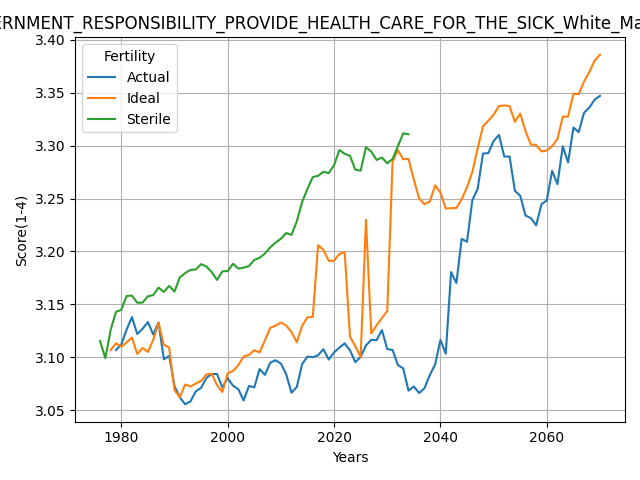 ERNMENT_RESPONSIBILITY_PROVIDE_HEALTH_CARE_FOR_THE_SICK_White_Ma
3.40
3.35
3.30
3.25
3.20
3.15
3.10
3.05
Score(1-4)
Fertility
Actual
Ideal
Sterile
1980 2000 2020 2040 2060
Years